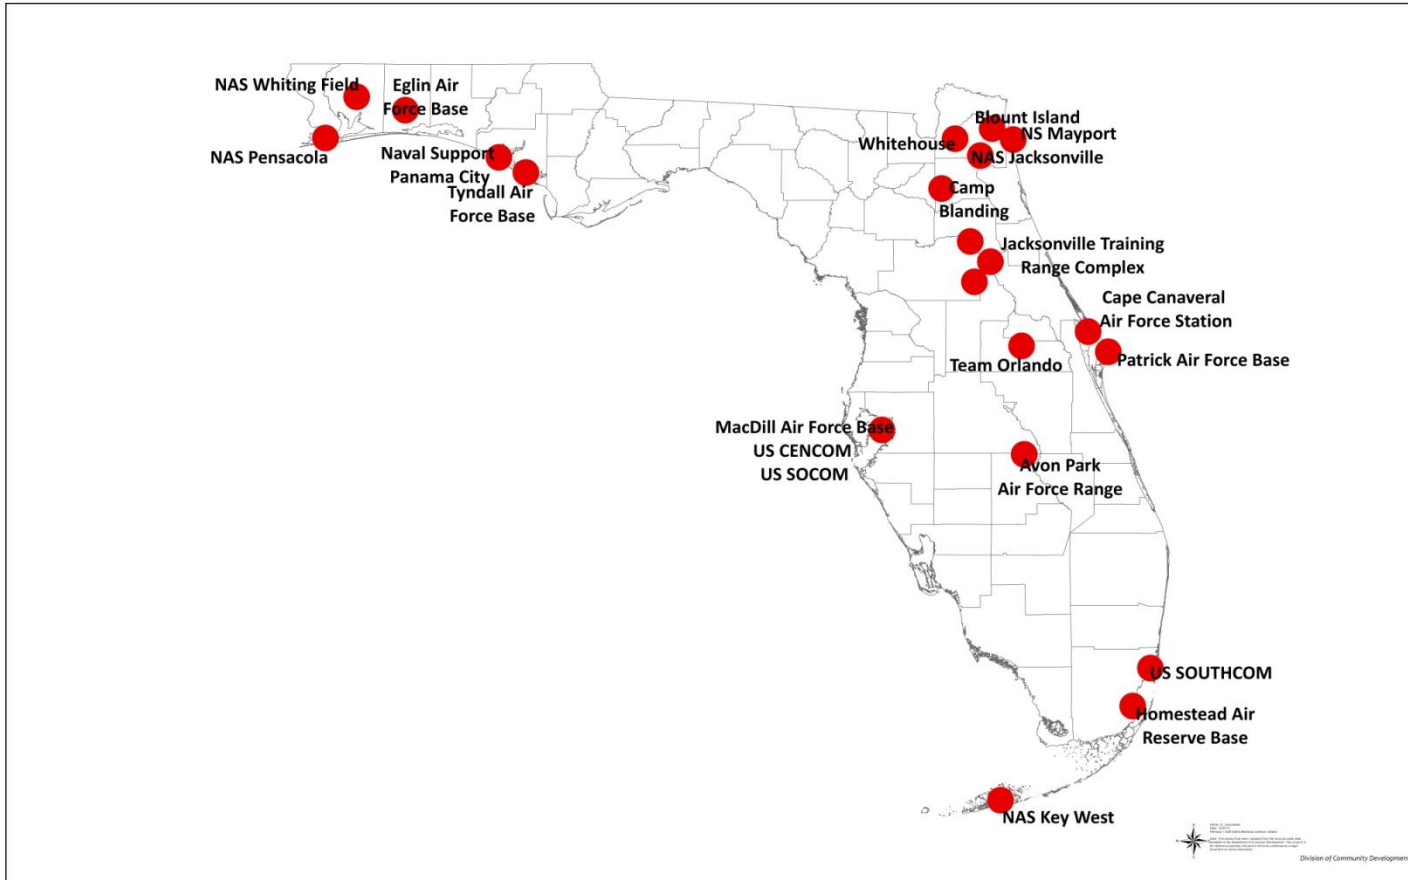 NAS Whiting Field
Eglin Air
Force Base
NAS Pensacola
Naval Support
Panama City
Tyndall Air
Force Base
Blount Island
NS Mayport
Whitehouse
NAS Jacksonville
Camp
Blanding
Jacksonville Training
Range Complex
Cape Canaveral
Air Force Station
Patrick Air Force Base
Team Orlando
MacDill Air Force Base
US CENCOM
US SOCOM
Avon Park
Air Force Range
US SOUTHCOM
Homestead Air
Reserve Base
NAS Key West
Division of Community Development